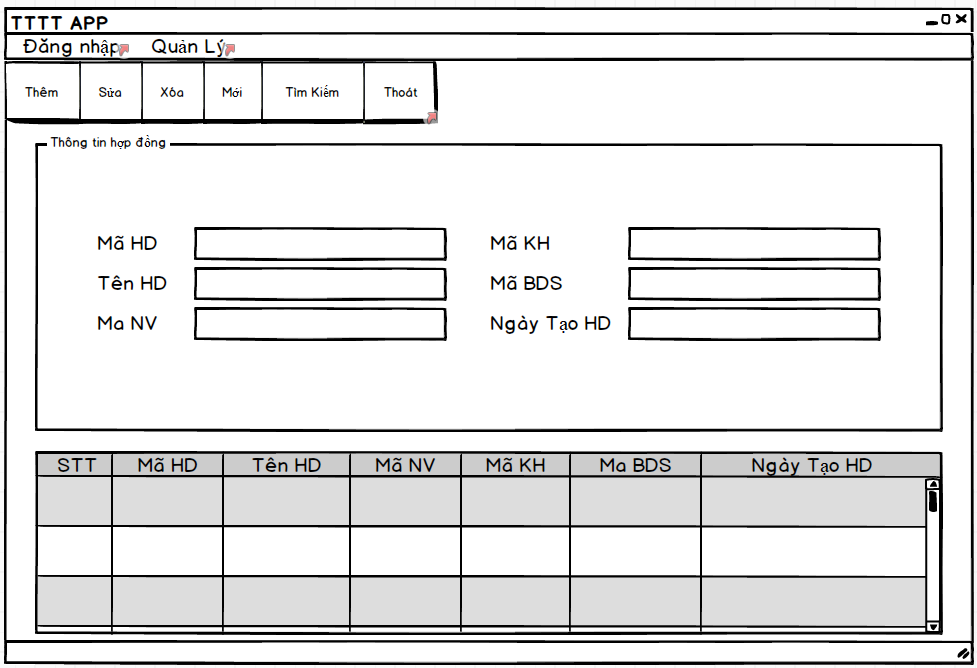 TTTT APP
Đăng nhập Quản Lý
Thêm Sửa Xóa Mới Tìm Kiếm Thoát
Thông tin hợp đồng
Mã HD Mã KH
Tên HD Mã BDS
Ma NV Ngày Tạo HD
STT Mã HD Tên HD Mã NV Mã KH Ma BDS Ngày Tạo HD